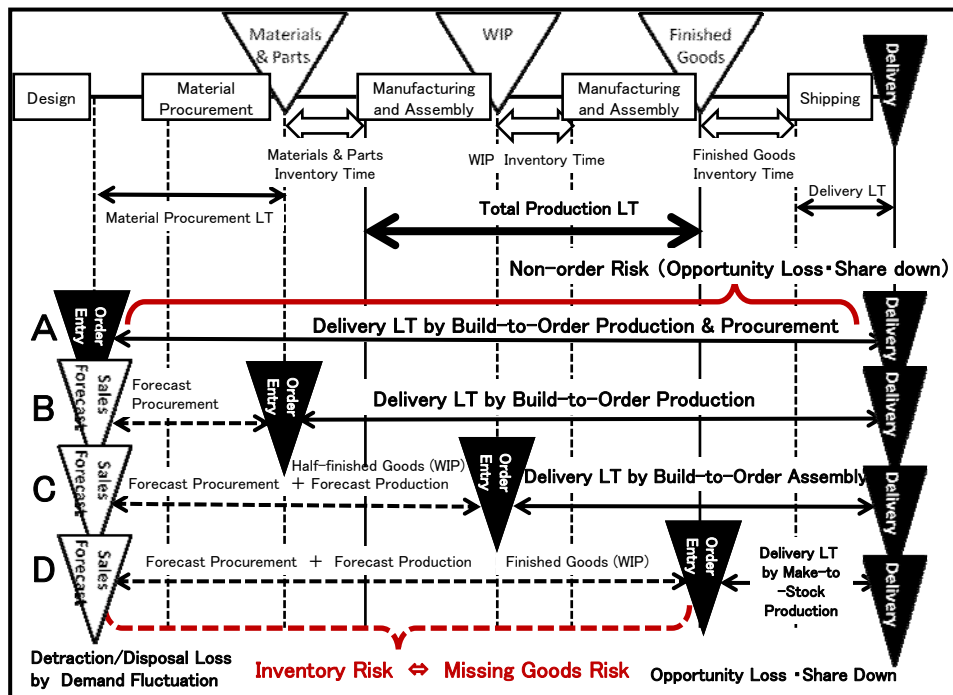 Materials
& Parts
WIP
Finished
Goods
Delivery
Design
Material
Procurement
Manufacturing
and Assembly
Manufacturing
and Assembly
Shipping
Materials & Parts
Inventory Time
WIP Inventory Time
Finished Goods
Inventory Time
Delivery LT
Material Procurement LT
Total Production LT
Non-order Risk (Opportunity Loss・Share down)
A
Order
Entry
Delivery LT by Build-to-Order Production & Procurement
Delivery
B
Sales
Forecast
Forecast
Procurement
Order
Entry
Delivery LT by Build-to-Order Production
Delivery
C
Sales
Forecast
Half-finished Goods (WIP)
Forecast Procurement + Forecast Production
Order
Entry
Delivery LT by Build-to-Order Assembly
Delivery
D
Sales
Forecast
Forecast Procurement + Forecast Production Finished Goods (WIP)
Order
Entry
Delivery LT
by Make-to
-Stock
Production
Delivery
Detraction/Disposal Loss
by Demand Fluctuation
Inventory Risk ⇔ Missing Goods Risk
Opportunity Loss・Share Down